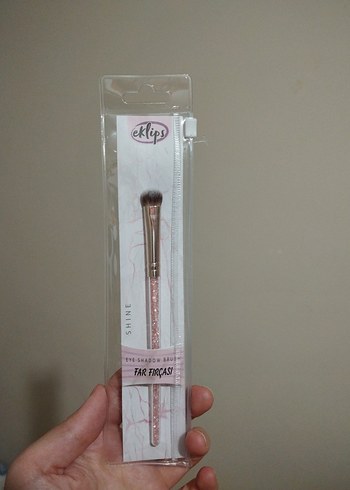 eklips
SHINE
EYE SHADOW BRUSH
FAR FIRÇASI